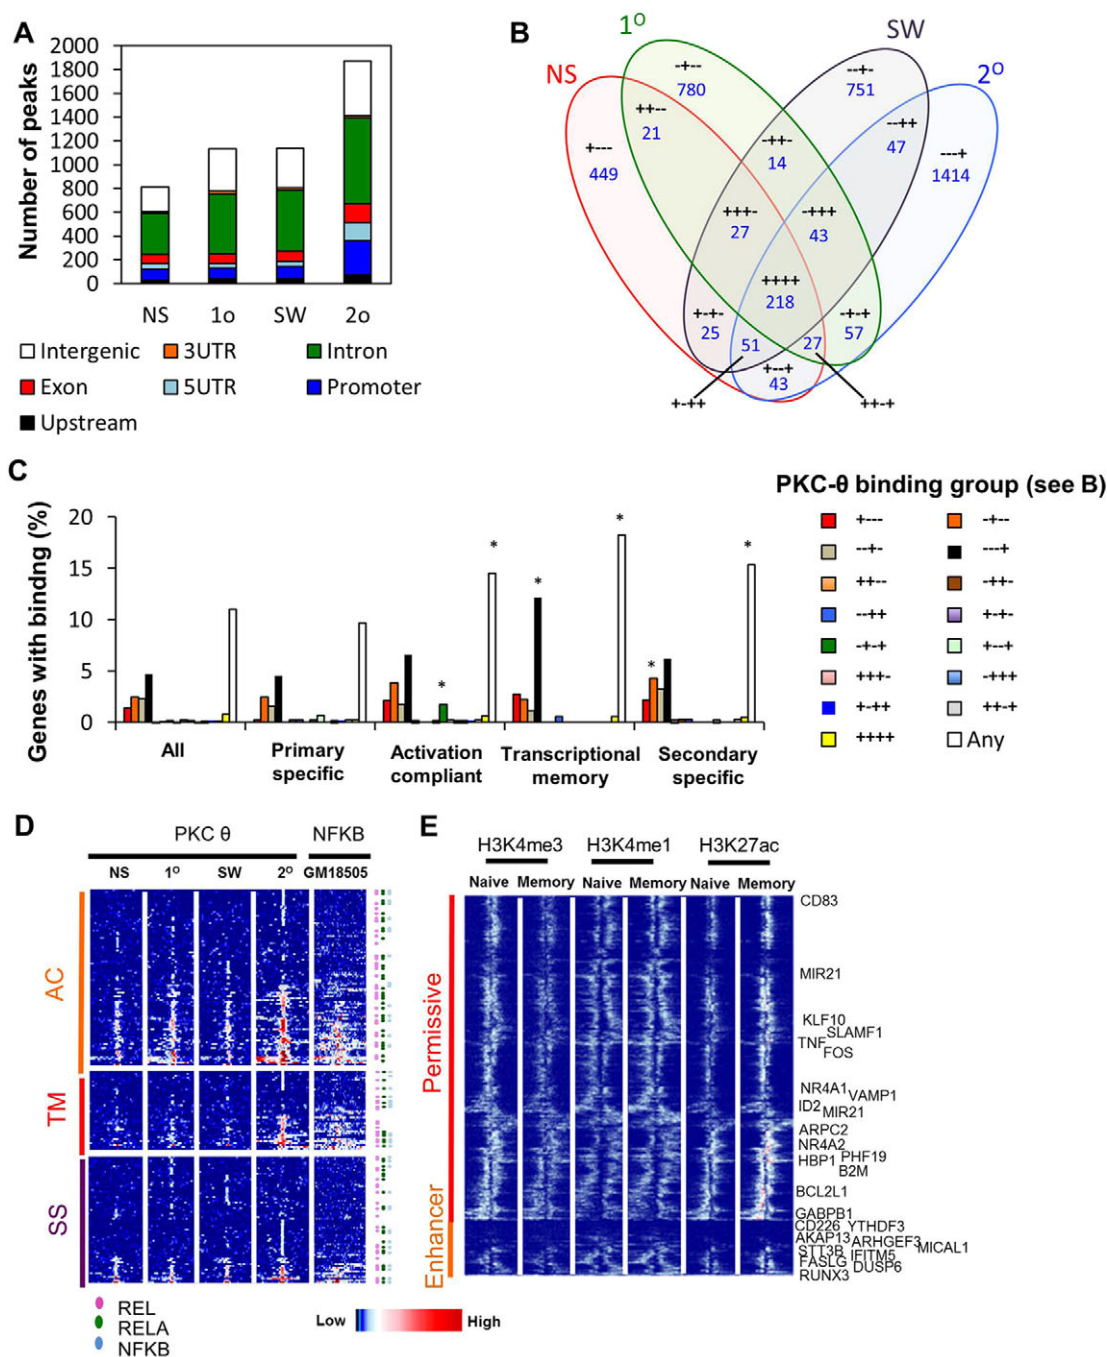 A
2000
1800
1600
1400
1200
1000
800
600
400
200
0
Number of peaks
NS 1o SW 2o
Intergenic 3UTR Intron
Exon 5UTR Promoter
Upstream
B
NS 1O SW 2O
-+-- 780
--+- 751
++-- 21
--++ 47
+--- 449
-++- 14
---+ 1414
+++- 27
-+++ 43
++++ 218
+-+- 25
-+-+ 57
51 27
+--+ 43
+-++ ++-+
C
Genes with bindng (%)
20
15
10
5
0
* * * * * *
All
Primary specific
Activation compliant
Transcriptional memory
Secondary specific
PKC-θ binding group (see B)
+--- -+--
--+- ---+
++-- -++-
--++ +-+-
-+-+ +--+
+++- -+++
+-++ ++-+
++++ Any
D
PKC θ NFKB
NS 1O SW 2O GM18505
AC
TM
SS
REL
RELA
NFKB
Low High
E
H3K4me3 H3K4me1 H3K27ac
Naive Memory Naive Memory Naive Memory
Permissive
Enhancer
CD83
MIR21
KLF10
SLAMF1
TNF
FOS
NR4A1
VAMP1
ID2
MIR21
ARPC2
NR4A2
HBP1 PHF19
B2M
BCL2L1
GABPB1
CD226 YTHDF3
AKAP13 ARHGEF3
MICAL1
STT3B IFITM5
FASLG DUSP6
RUNX3